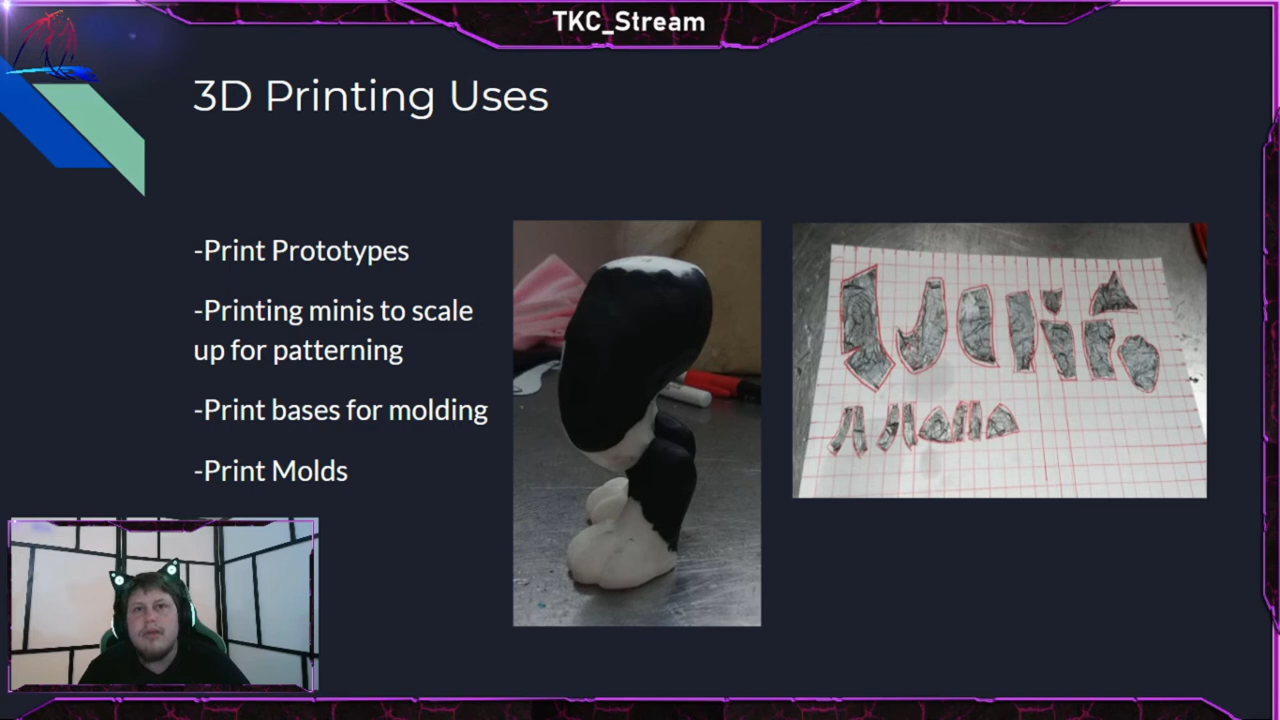 TKC_Stream
3D Printing Uses
-Print Prototypes
-Printing minis to scale
up for patterning
-Print bases for molding
-Print Molds